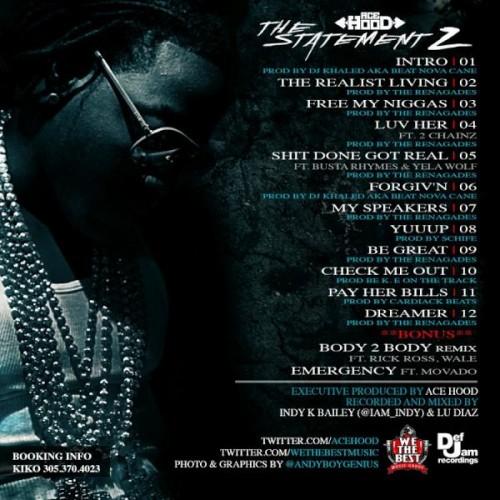 ACE
HOOD
THE
STATEMENT 2
INTRO | 01
PROD BY DJ KHALED AKA BEAT NOVA CANE
THE REALIST LIVING | 02
PROD BY THE RENAGADES
FREE MY NIGGAS | 03
PROD BY THE RENAGADES
LUV HER | 04
FT. 2 CHAINZ
PROD BY THE RENAGADES
SHIT DONE GOT REAL | 05
FT. BUSTA RHYMES & YELA WOLF
PROD BY THE RENAGADES
FORGIV'N | 06
PROD BY DJ KHALED AKA BEAT NOVA CANE
MY SPEAKERS | 07
PROD BY THE RENAGADES
YUUUP | 08
PROD BY SCHIFE
BE GREAT | 09
PROD BY THE RENAGADES
CHECK ME OUT | 10
PROD BE K. E ON THE TRACK
PAY HER BILLS | 11
PROD BY CARDIACK BEATS
DREAMER | 12
PROD BY THE RENAGADES
**BONUS**
BODY 2 BODY REMIX
FT. RICK ROSS, WALE
EMERGENCY FT. MOVADO
EXECUTIVE PRODUCED BY ACE HOOD
RECORDED AND MIXED BY
INDY K BAILEY (@IAM_INDY) & LU DIAZ
TWITTER.COM/ACEHOOD
TWITTER.COM/WETHEBESTMUSIC
PHOTO & GRAPHICS BY @ANDYBOYGENIUS
WE
THE
BEST
MUSIC GROUP
Def
Jam
recordings
BOOKING INFO
KIKO 305.370.4023